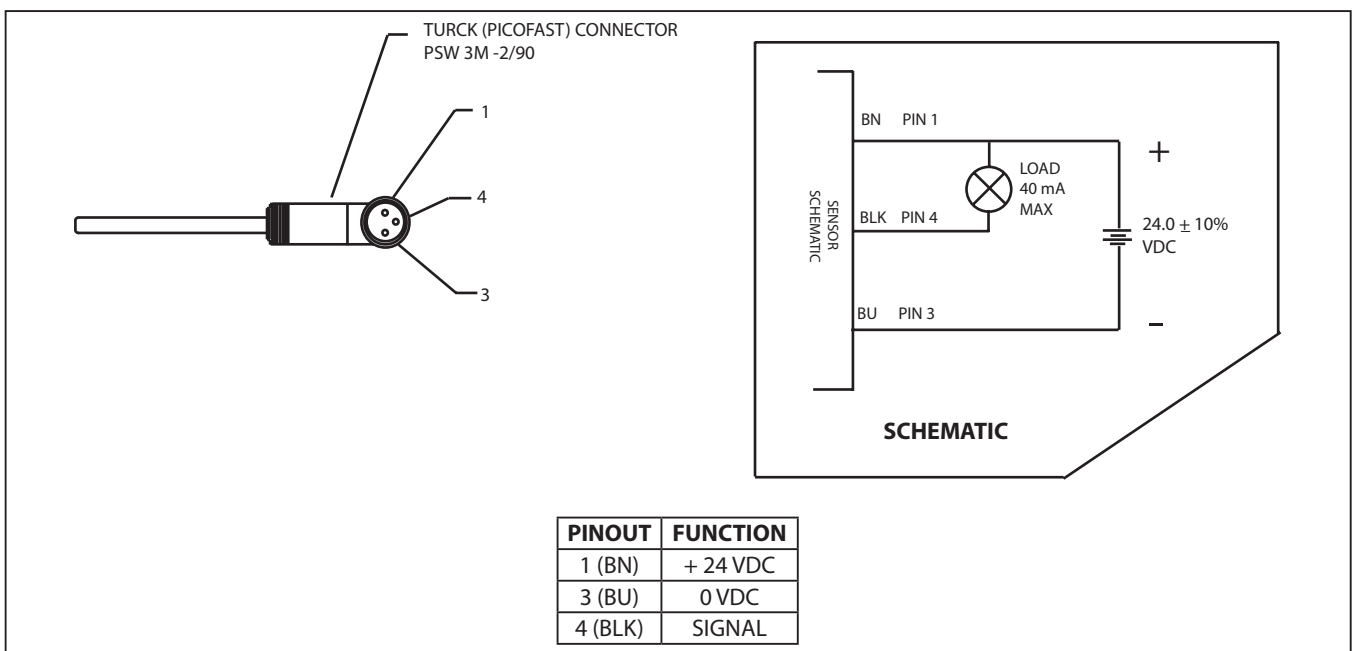 TURCK (PICOFAST) CONNECTOR
PSW 3M -2/90
1
4
3
BN PIN 1
+
LOAD
40 mA
MAX
SENSOR
SCHEMATIC
BLK PIN 4
24.0 ± 10%
VDC
BU PIN 3
–
SCHEMATIC
PINOUT FUNCTION
1 (BN) + 24 VDC
3 (BU) 0 VDC
4 (BLK) SIGNAL